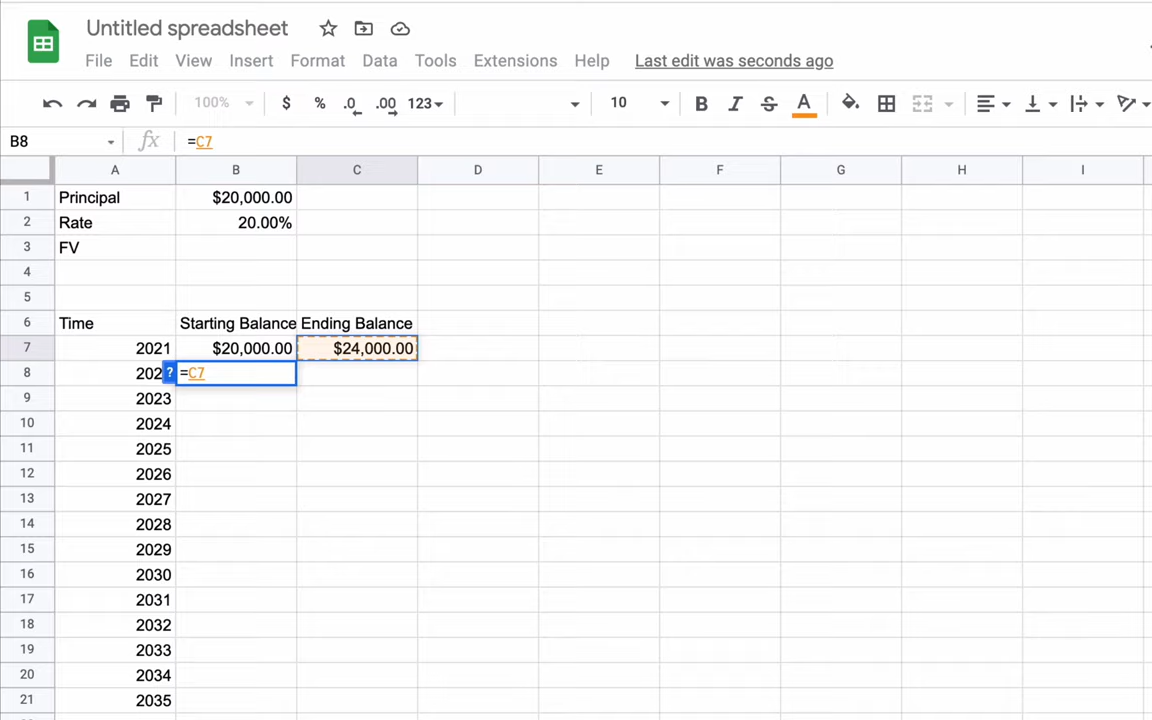 Untitled spreadsheet
File Edit View Insert Format Data Tools Extensions Help Last edit was seconds ago
100% $ % .0 .00 123 10 B I S A
B8 fx =C7
A B C D E F G H I
1 Principal $20,000.00
2 Rate 20.00%
3 FV
4
5
6 Time Starting Balance Ending Balance
7 2021 $20,000.00 $24,000.00
8 202 ? =C7
9 2023
10 2024
11 2025
12 2026
13 2027
14 2028
15 2029
16 2030
17 2031
18 2032
19 2033
20 2034
21 2035